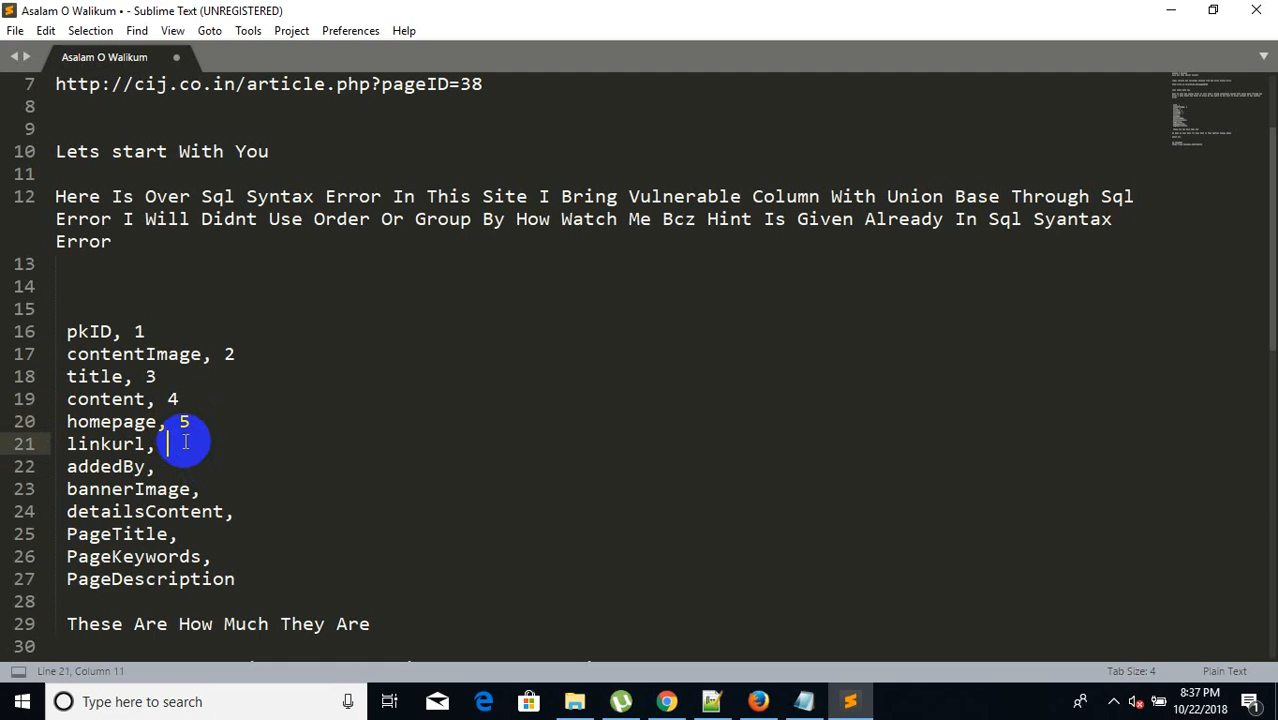 Asalam O Walikum • - Sublime Text (UNREGISTERED)
File Edit Selection Find View Goto Tools Project Preferences Help
Asalam O Walikum
7 http://cij.co.in/article.php?pageID=38
8
9
10 Lets start With You
11
12 Here Is Over Sql Syntax Error In This Site I Bring Vulnerable Column With Union Base Through Sql
Error I Will Didnt Use Order Or Group By How Watch Me Bcz Hint Is Given Already In Sql Syantax
Error
13
14
15
16 pkID, 1
17 contentImage, 2
18 title, 3
19 content, 4
20 homepage, 5
21 linkurl,
22 addedBy,
23 bannerImage,
24 detailsContent,
25 PageTitle,
26 PageKeywords,
27 PageDescription
28
29 These Are How Much They Are
30
Line 21, Column 11
Tab Size: 4
Plain Text
Type here to search
8:37 PM
10/22/2018
1